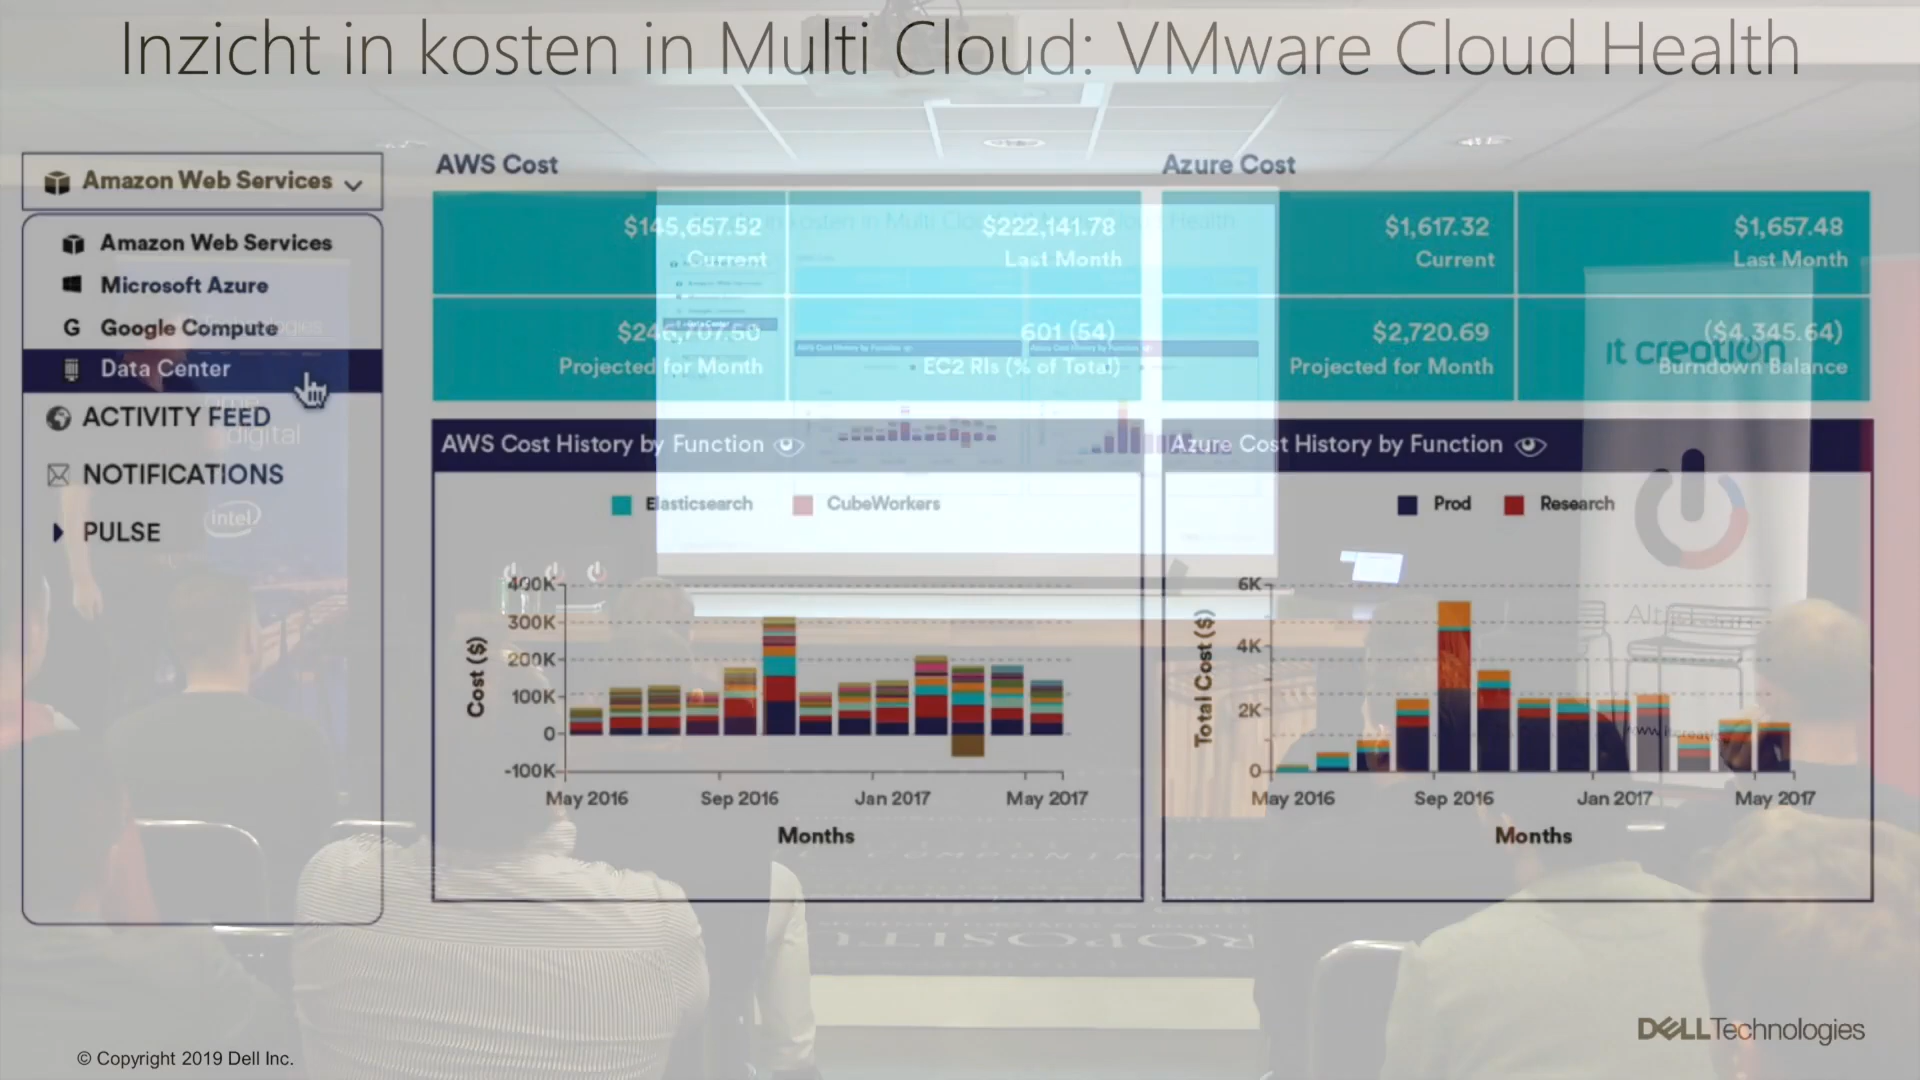 Inzicht in kosten in Multi Cloud: VMware Cloud Health
Amazon Web Services
Amazon Web Services
Microsoft Azure
Google Compute
Data Center
ACTIVITY FEED
NOTIFICATIONS
PULSE
AWS Cost
$145,657.52
Current
$222,141.78
Last Month
Projected for Month
601 (54)
EC2 RIs (% of Total)
Azure Cost
$1,617.32
Current
$1,657.48
Last Month
$2,720.69
Projected for Month
($4,345.64)
Burndown Balance
AWS Cost History by Function
Elasticsearch
CubeWorkers
Cost ($)
400K
300K
200K
100K
0
-100K
May 2016
Sep 2016
Jan 2017
May 2017
Months
Azure Cost History by Function
Prod
Research
Total Cost ($)
6K
4K
2K
0
May 2016
Sep 2016
Jan 2017
May 2017
Months
it creation
digital
intel
© Copyright 2019 Dell Inc.
DELLTechnologies